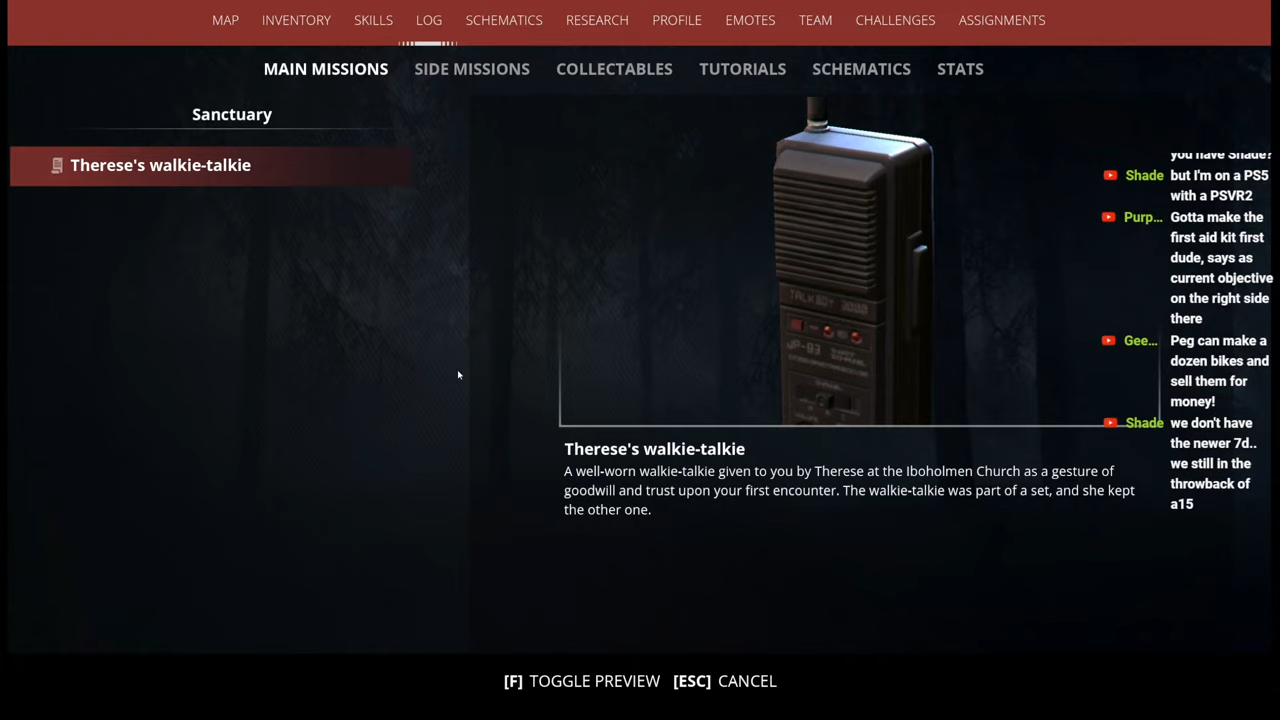 MAP INVENTORY SKILLS LOG SCHEMATICS RESEARCH PROFILE EMOTES TEAM CHALLENGES ASSIGNMENTS
MAIN MISSIONS SIDE MISSIONS COLLECTABLES TUTORIALS SCHEMATICS STATS
Sanctuary
Therese's walkie-talkie
TALKBOY 3000
JP-83
Therese's walkie-talkie
A well-worn walkie-talkie given to you by Therese at the Iboholmen Church as a gesture of
goodwill and trust upon your first encounter. The walkie-talkie was part of a set, and she kept
the other one.
you have Shade?
Shade but I'm on a PS5
with a PSVR2
Purp... Gotta make the
first aid kit first
dude, says as
current objective
on the right side
there
Gee... Peg can make a
dozen bikes and
sell them for
money!
Shade we don't have
the newer 7d..
we still in the
throwback of
a15
[F] TOGGLE PREVIEW [ESC] CANCEL